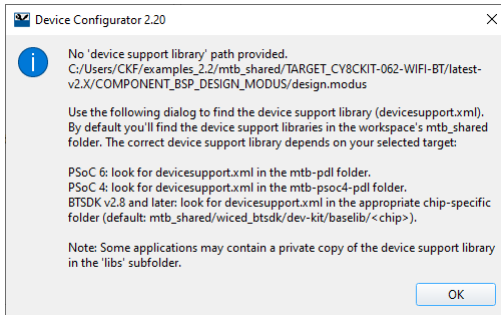 Device Configurator 2.20
No 'device support library' path provided.
C:/Users/CKF/examples_2.2/mtb_shared/TARGET_CY8CKIT-062-WIFI-BT/latest-
v2.X/COMPONENT_BSP_DESIGN_MODUS/design.modus
Use the following dialog to find the device support library (devicesupport.xml).
By default you'll find the device support libraries in the workspace's mtb_shared
folder. The correct device support library depends on your selected target:
PSoC 6: look for devicesupport.xml in the mtb-pdl folder.
PSoC 4: look for devicesupport.xml in the mtb-psoc4-pdl folder.
BTSDK v2.8 and later: look for devicesupport.xml in the appropriate chip-specific
folder (default: mtb_shared/wiced_btsdk/dev-kit/baselib/<chip>).
Note: Some applications may contain a private copy of the device support library
in the 'libs' subfolder.
OK